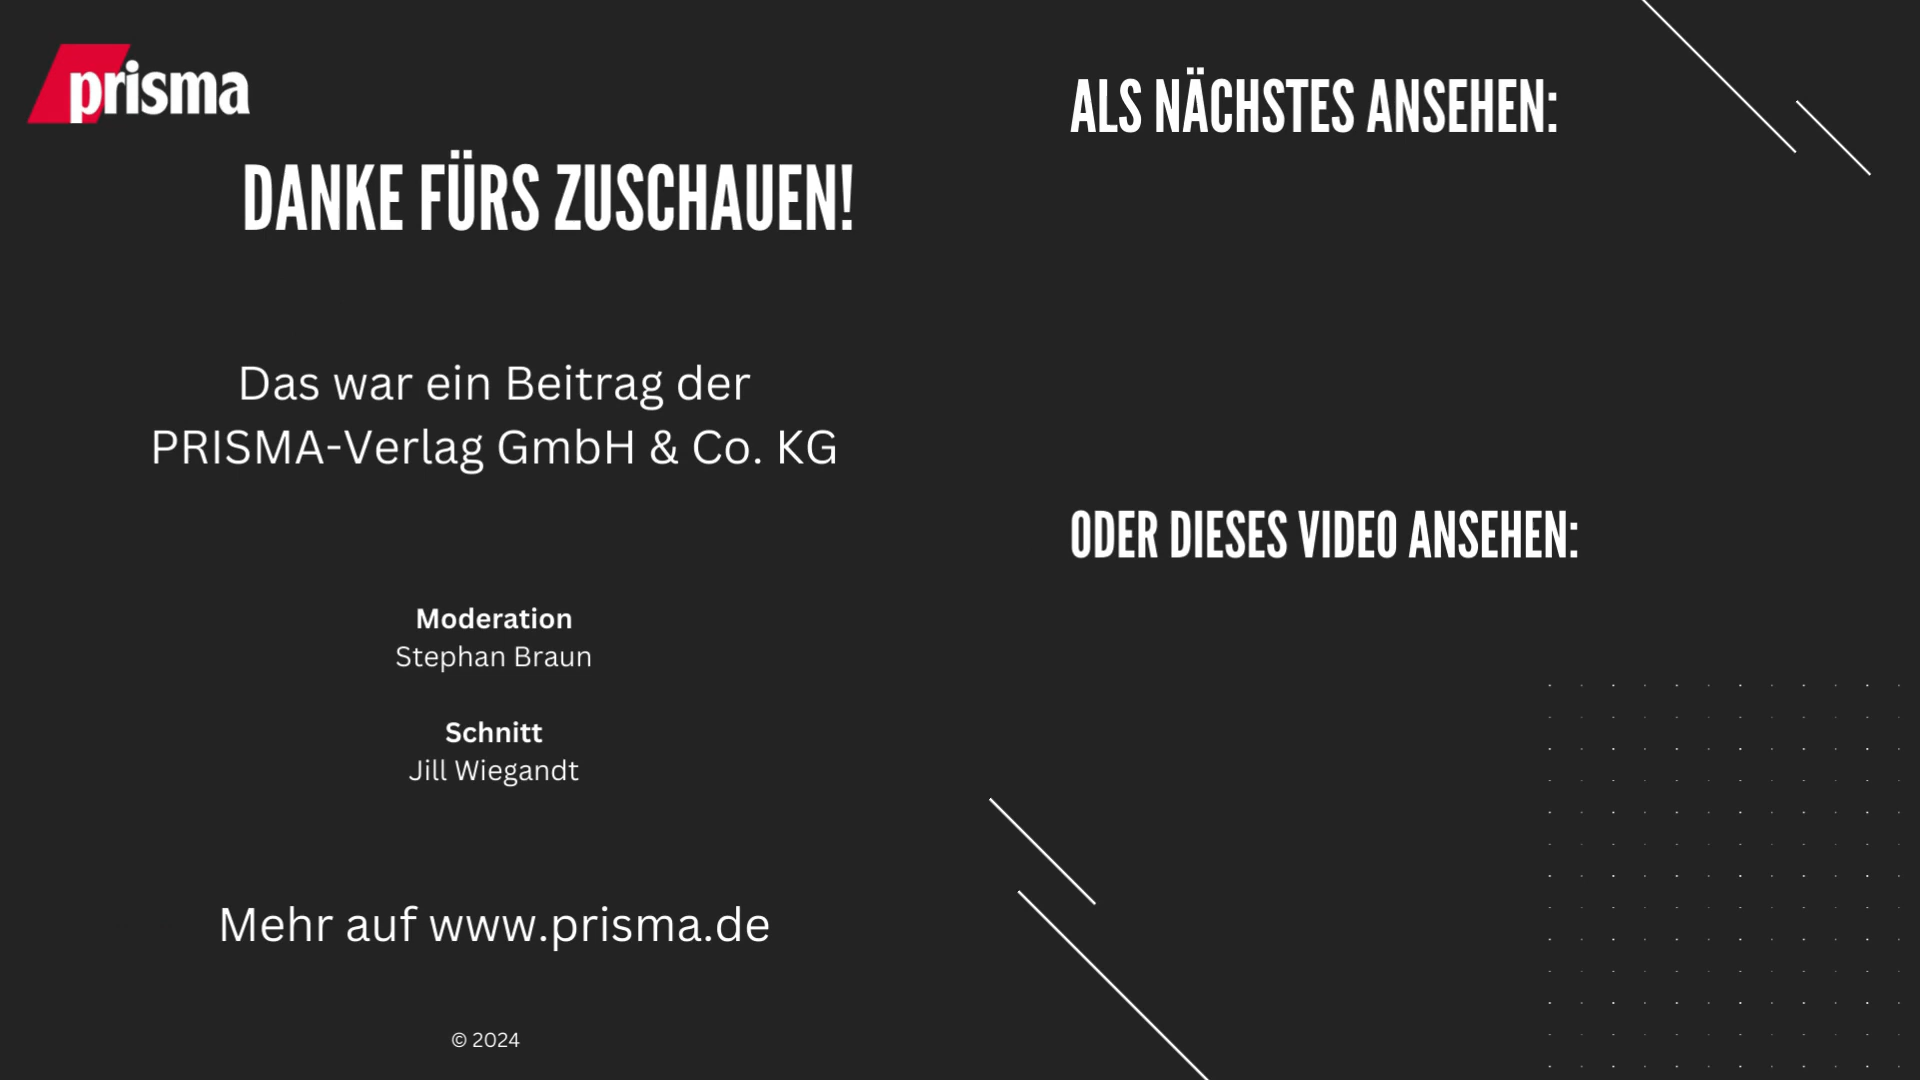 prisma
DANKE FÜRS ZUSCHAUEN!
Das war ein Beitrag der
PRISMA-Verlag GmbH & Co. KG
Moderation
Stephan Braun
Schnitt
Jill Wiegandt
Mehr auf www.prisma.de
© 2024
ALS NÄCHSTES ANSEHEN:
ODER DIESES VIDEO ANSEHEN: